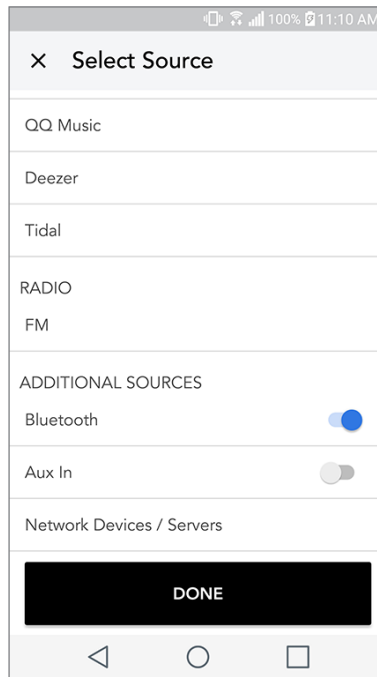 100% 11:10 AM
× Select Source
QQ Music
Deezer
Tidal
RADIO
FM
ADDITIONAL SOURCES
Bluetooth
Aux In
Network Devices / Servers
DONE